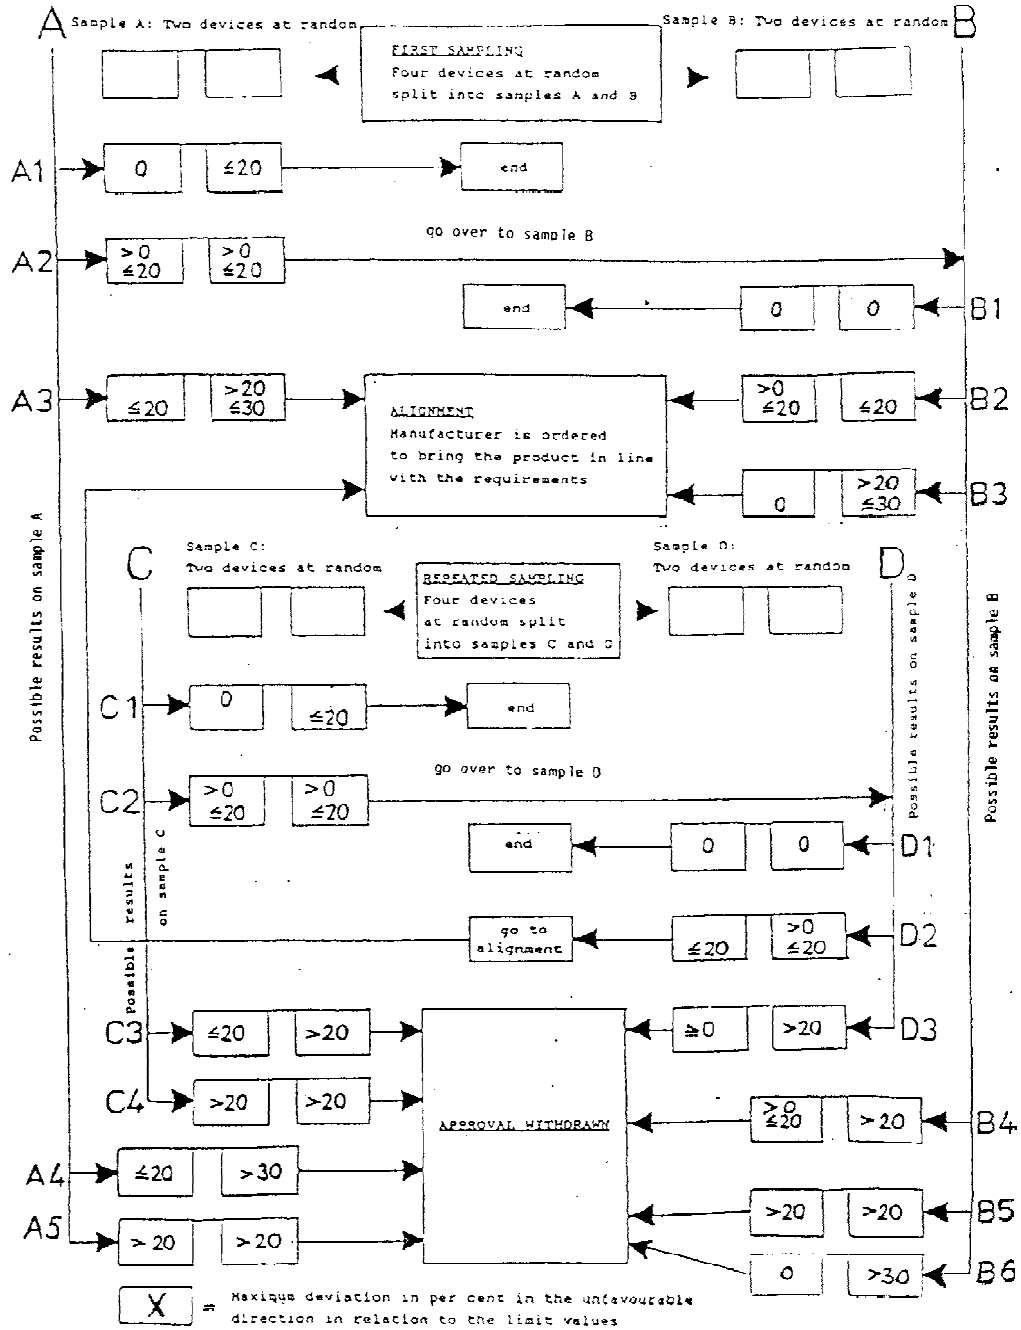 A
Sample A: Two devices at random
Sample B: Two devices at random
B
FIRST SAMPLING
Four devices at random
split into samples A and B
A1
0
≦20
end
go over to sample B
A2
>0
≦20
>0
≦20
end
0
0
B1
A3
≦20
>20
≦30
ALIGNMENT
Manufacturer is ordered
to bring the product in line
with the requirements
>0
≦20
≦20
B2
0
>20
≦30
B3
Possible results on sample A
C
Sample C:
Two devices at random
REPEATED SAMPLING
Four devices
at random split
into samples C and D
Sample D:
Two devices at random
D
Possible results on sample D
Possible results on sample B
C1
0
≦20
end
go over to sample D
C2
>0
≦20
>0
≦20
Possible results
on sample C
end
0
0
D1
go to
alignment
≦20
>0
≦20
D2
C3
≦20
>20
≧0
>20
D3
C4
>20
>20
APPROVAL WITHDRAWN
>0
≦20
>20
B4
A4
≦20
>30
A5
>20
>20
>20
>20
B5
0
>30
B6
X = Maximum deviation in per cent in the unfavourable
direction in relation to the limit values